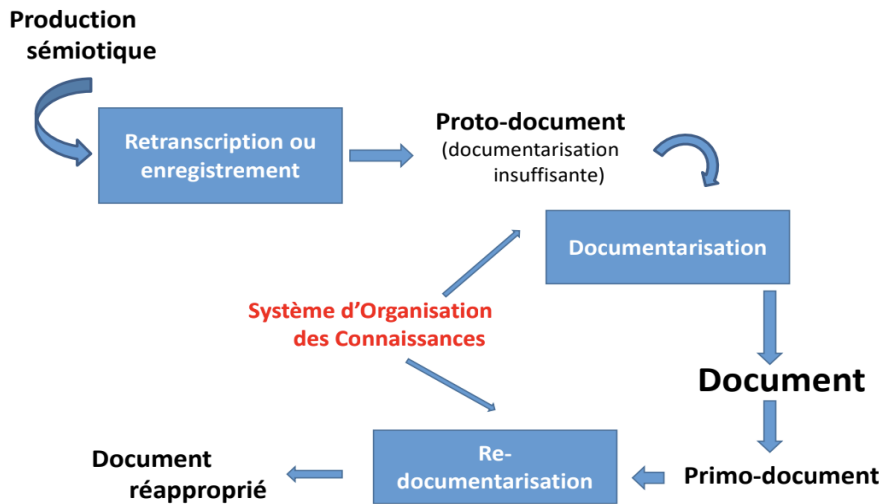 Production
sémiotique
Retranscription ou
enregistrement
Proto-document
(documentarisation
insuffisante)
Documentarisation
Système d’Organisation
des Connaissances
Document
Primo-document
Re-
documentarisation
Document
réapproprié